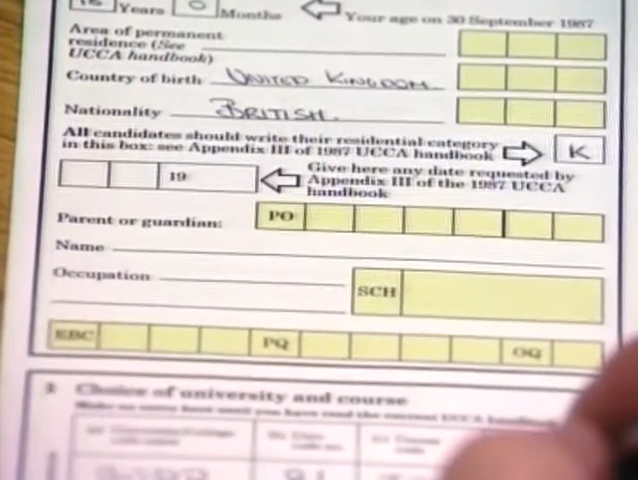 Years 0 Months Your age on 30 September 1987
Area of permanent
residence (See
UCCA handbook)
Country of birth UNITED KINGDOM
Nationality BRITISH.
All candidates should write their residential category
in this box: see Appendix III of 1987 UCCA handbook K
19 Give here any date requested by
Appendix III of the 1987 UCCA
handbook
Parent or guardian: PO
Name
Occupation
SCH
EBC PQ OQ
Choice of university and course